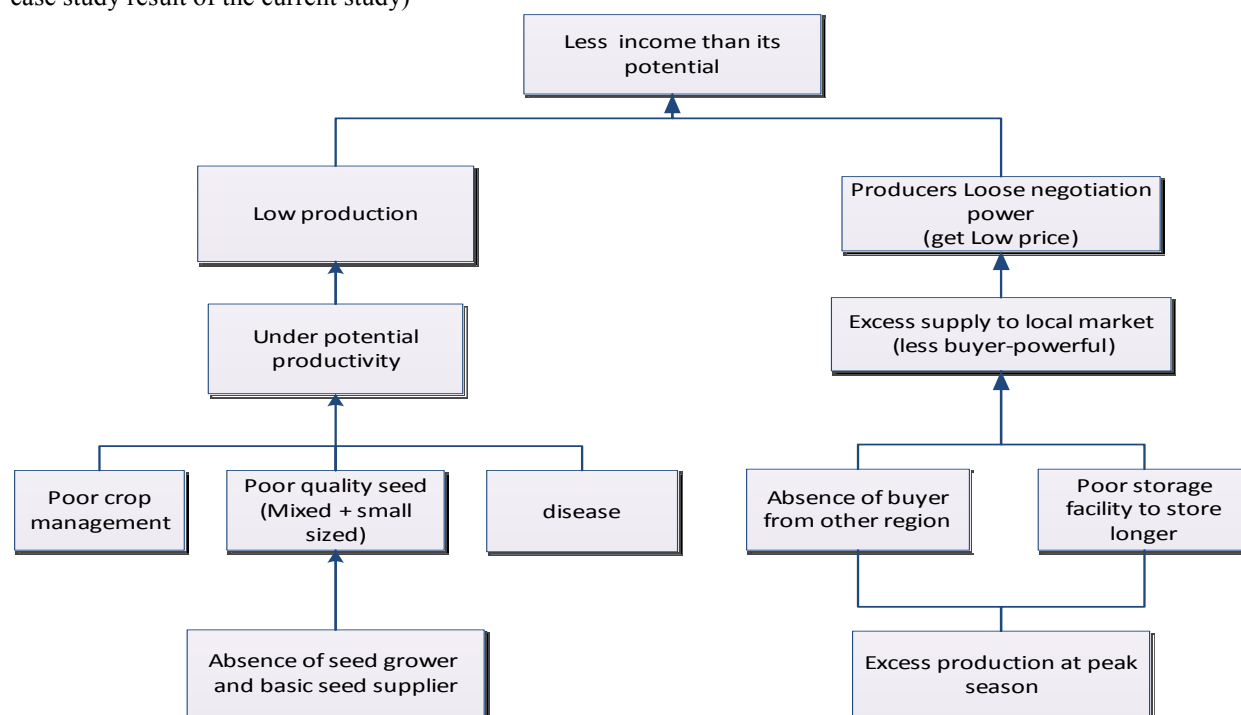 case study result of the current study)
Less income than its
potential
Low production
Producers Loose negotiation
power
(get Low price)
Under potential
productivity
Excess supply to local market
(less buyer-powerful)
Poor crop
management
Poor quality seed
(Mixed + small
sized)
disease
Absence of buyer
from other region
Poor storage
facility to store
longer
Absence of seed grower
and basic seed supplier
Excess production at peak
season